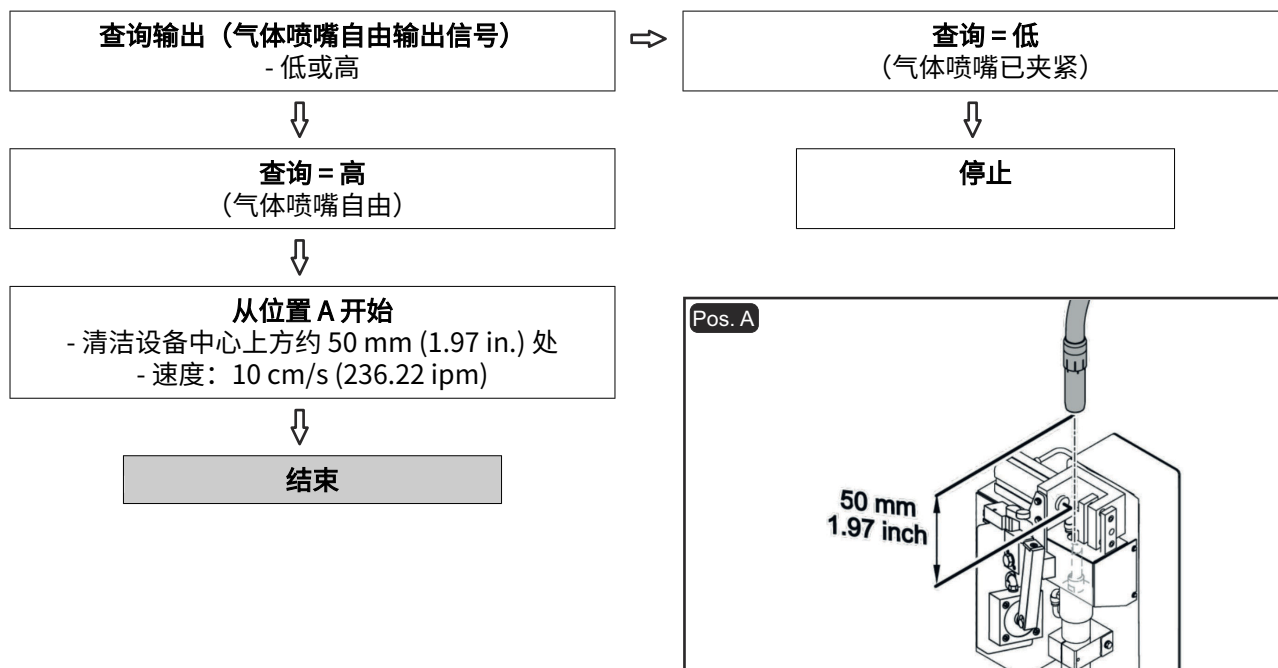 查询输出（气体喷嘴自由输出信号）
- 低或高
查询 = 低
（气体喷嘴已夹紧）
查询 = 高
（气体喷嘴自由）
停止
从位置 A 开始
- 清洁设备中心上方约 50 mm (1.97 in.) 处
- 速度：10 cm/s (236.22 ipm)
结束
Pos. A
50 mm
1.97 inch